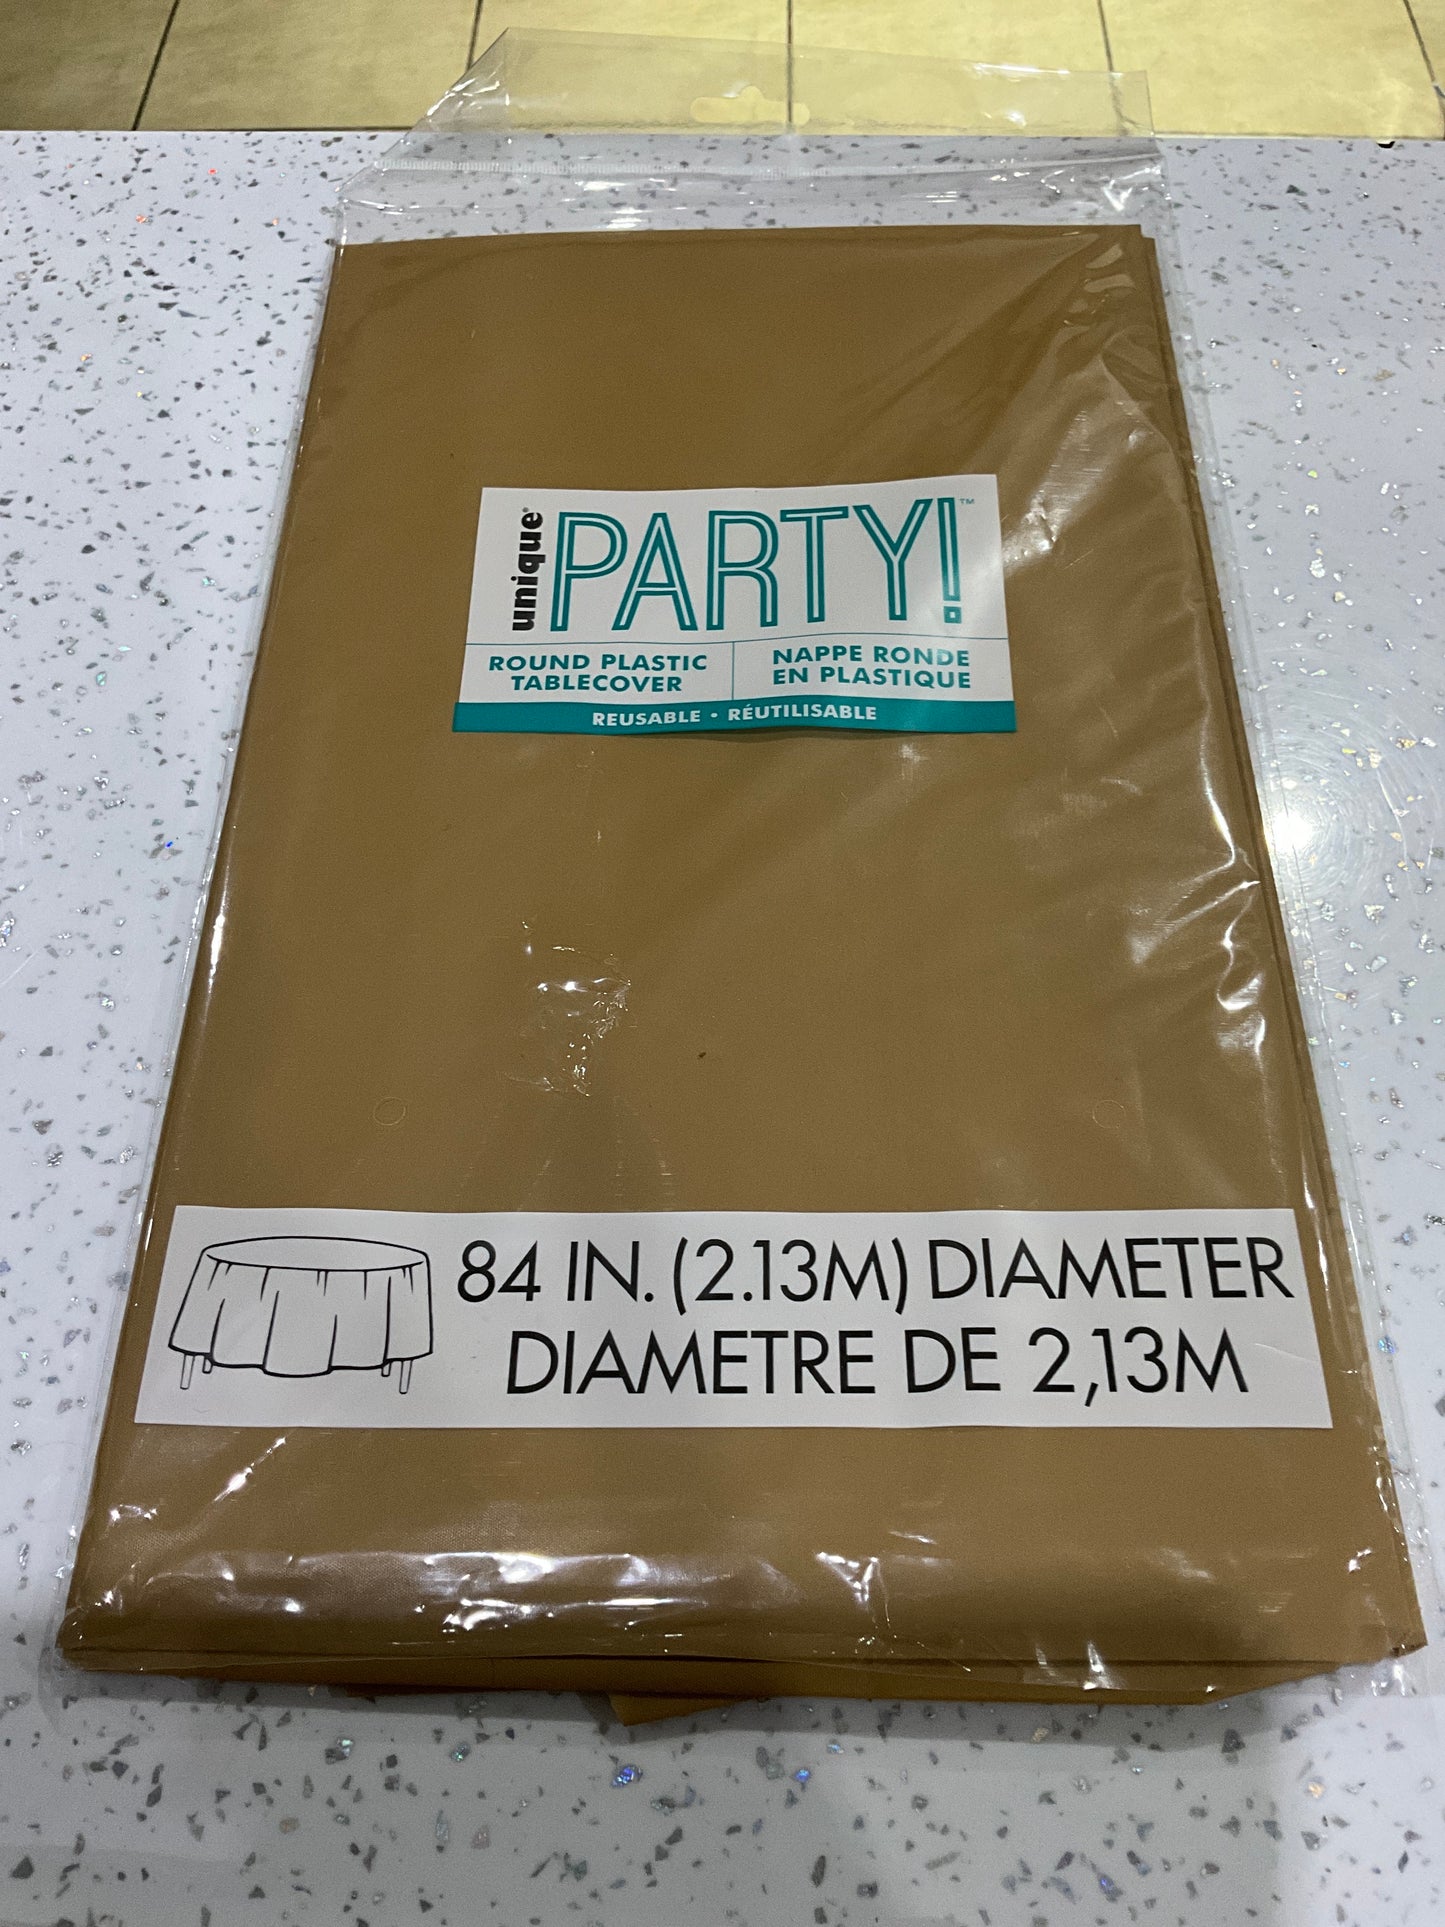 unique®
PARTY!™
ROUND PLASTIC
TABLECOVER
NAPPE RONDE
EN PLASTIQUE
REUSABLE • RÉUTILISABLE
84 IN. (2.13M) DIAMETER
DIAMETRE DE 2,13M